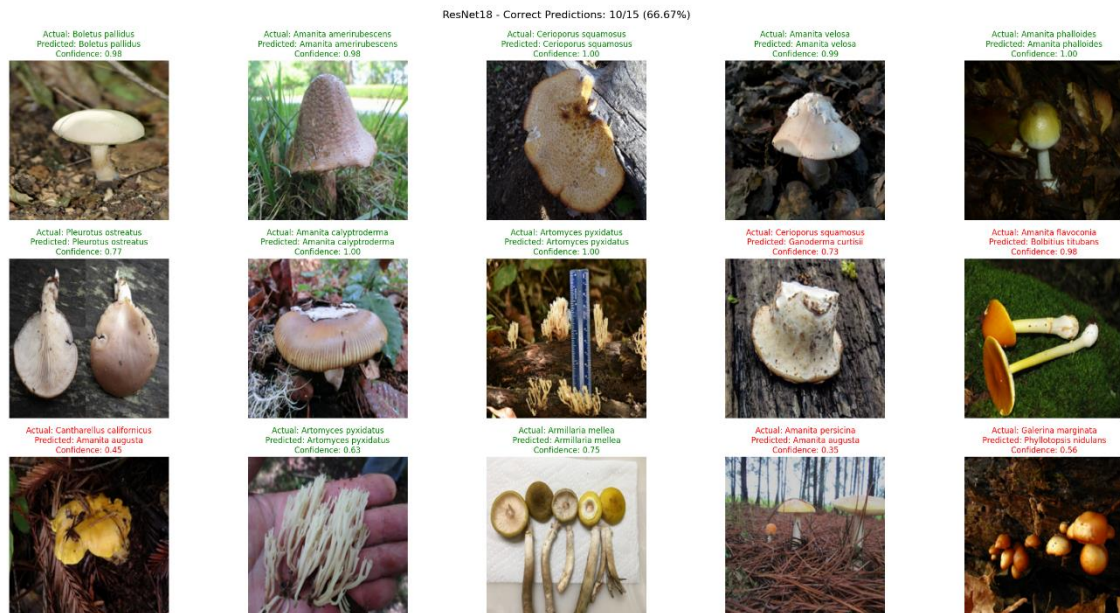 ResNet18 - Correct Predictions: 10/15 (66.67%)
Actual: Boletus pallidus
Predicted: Boletus pallidus
Confidence: 0.98
Actual: Amanita amerirubescens
Predicted: Amanita amerirubescens
Confidence: 0.98
Actual: Cerioporus squamosus
Predicted: Cerioporus squamosus
Confidence: 1.00
Actual: Amanita velosa
Predicted: Amanita velosa
Confidence: 0.99
Actual: Amanita phalloides
Predicted: Amanita phalloides
Confidence: 1.00
Actual: Pleurotus ostreatus
Predicted: Pleurotus ostreatus
Confidence: 0.77
Actual: Amanita calyptroderma
Predicted: Amanita calyptroderma
Confidence: 1.00
Actual: Artomyces pyxidatus
Predicted: Artomyces pyxidatus
Confidence: 1.00
Actual: Cerioporus squamosus
Predicted: Ganoderma curtisii
Confidence: 0.73
Actual: Amanita flavoconia
Predicted: Bolbitius titubans
Confidence: 0.98
Actual: Cantharellus californicus
Predicted: Amanita augusta
Confidence: 0.45
Actual: Artomyces pyxidatus
Predicted: Artomyces pyxidatus
Confidence: 0.63
Actual: Armillaria mellea
Predicted: Armillaria mellea
Confidence: 0.75
Actual: Amanita persicina
Predicted: Amanita augusta
Confidence: 0.35
Actual: Galerina marginata
Predicted: Phyllotopsis nidulans
Confidence: 0.56